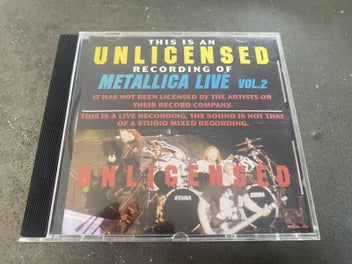 THIS IS AN
UNLICENSED
RECORDING OF
METALLICA LIVE VOL.2
IT HAS NOT BEEN LICENSED BY THE ARTISTS OR
THEIR RECORD COMPANY.
THIS IS A LIVE RECORDING, THE SOUND IS NOT THAT
OF A STUDIO MIXED REGORDING.
UNLICENSED
TAMA
TAMA